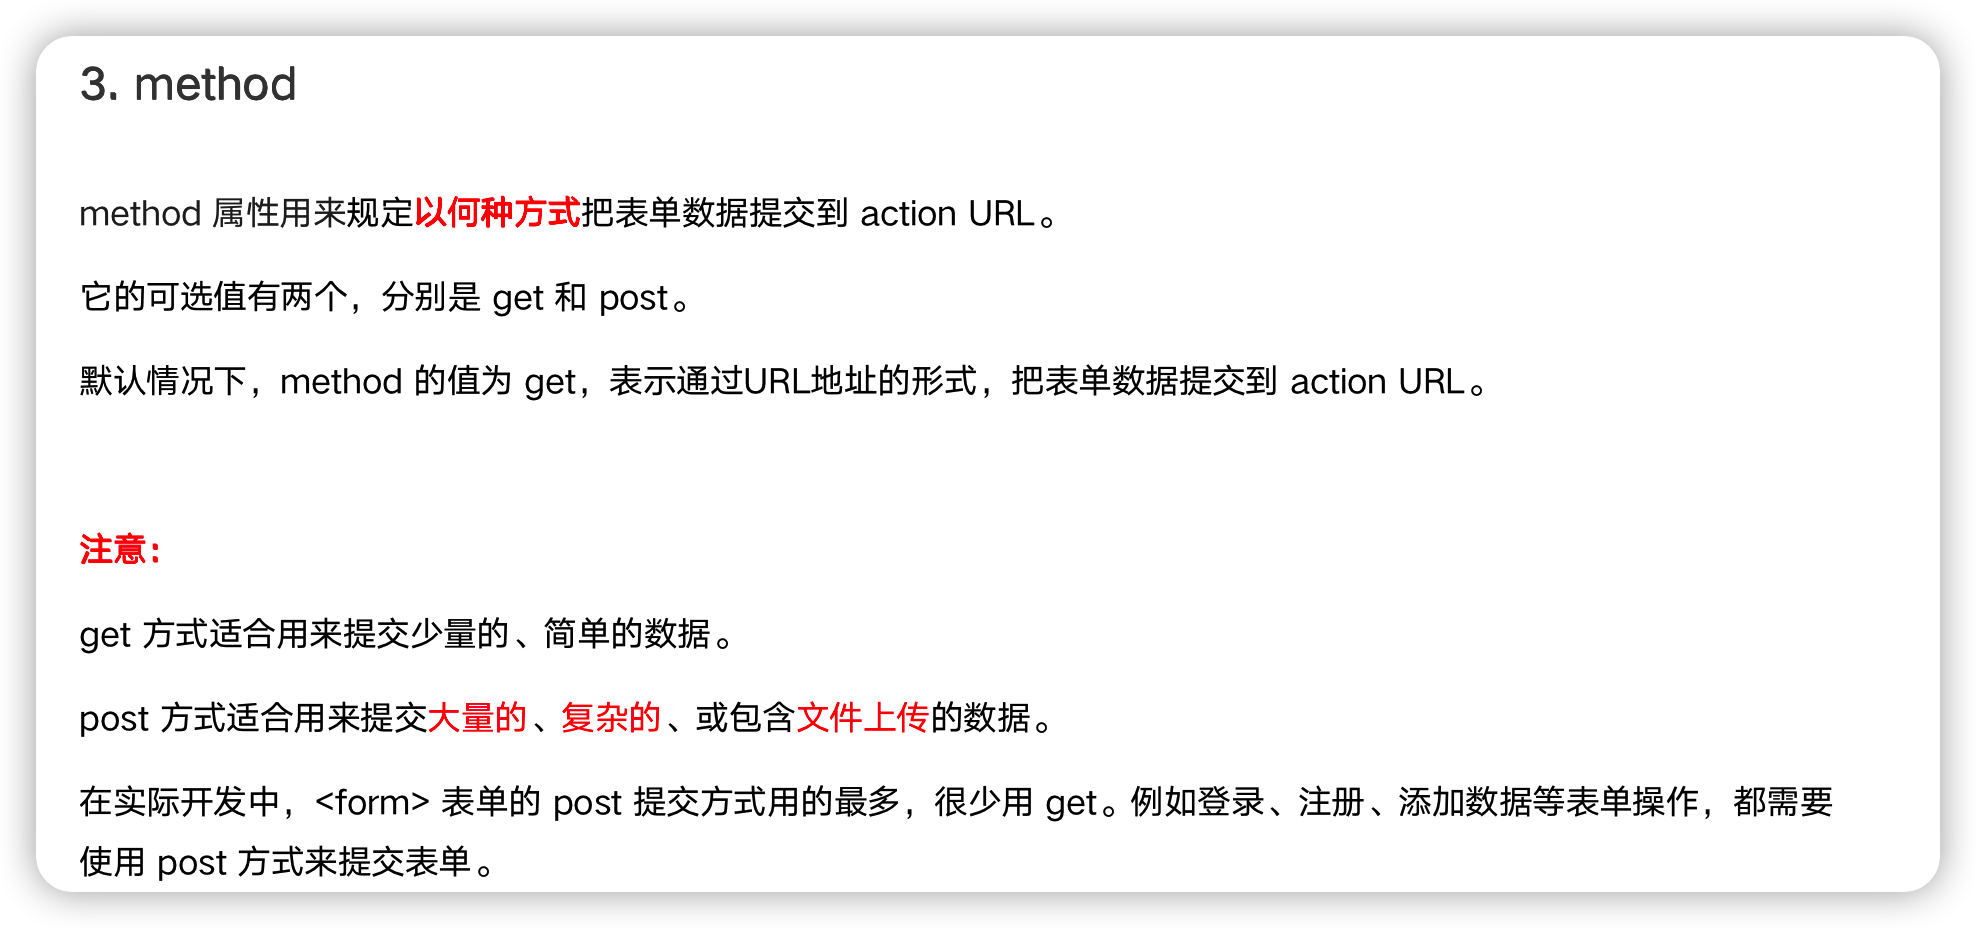 3. method
method 属性用来规定以何种方式把表单数据提交到 action URL。
它的可选值有两个，分别是 get 和 post。
默认情况下，method 的值为 get，表示通过URL地址的形式，把表单数据提交到 action URL。
注意：
get 方式适合用来提交少量的、简单的数据。
post 方式适合用来提交大量的、复杂的、或包含文件上传的数据。
在实际开发中，<form> 表单的 post 提交方式用的最多，很少用 get。例如登录、注册、添加数据等表单操作，都需要
使用 post 方式来提交表单。